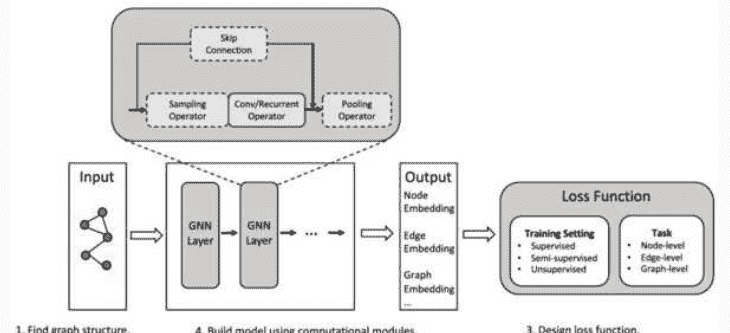 Skip
Connection
Sampling
Operator
Conv/Recurrent
Operator
Pooling
Operator
Input
GNN
Layer
GNN
Layer
...
Output
Node
Embedding
Edge
Embedding
Graph
Embedding
...
Loss Function
Training Setting
• Supervised
• Semi-supervised
• Unsupervised
Task
• Node-level
• Edge-level
• Graph-level
1. Find graph structure.
4. Build model using computational modules.
3. Design loss function.